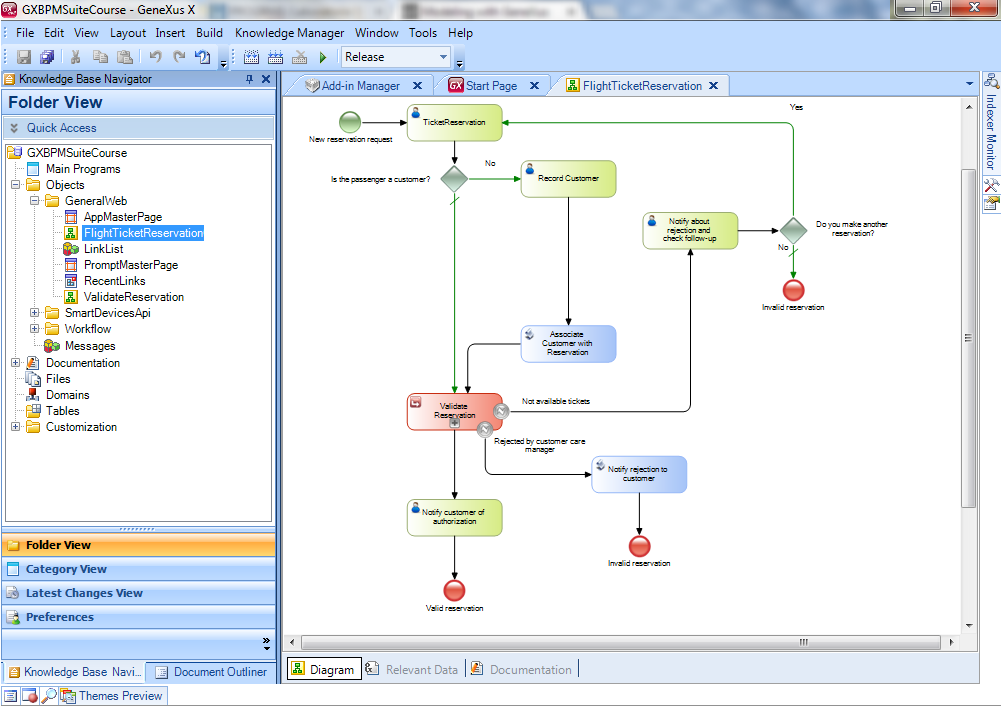 GXBPMSuiteCourse - GeneXus X
File Edit View Layout Insert Build Knowledge Manager Window Tools Help
Release
Knowledge Base Navigator
Add-in Manager
Start Page
FlightTicketReservation
Folder View
Quick Access
GXBPMSuiteCourse
Main Programs
Objects
GeneralWeb
AppMasterPage
FlightTicketReservation
LinkList
PromptMasterPage
RecentLinks
ValidateReservation
SmartDevicesApi
Workflow
Messages
Documentation
Files
Domains
Tables
Customization
Folder View
Category View
Latest Changes View
Preferences
Knowledge Base Navi...
Document Outliner
Themes Preview
Indexer Monitor
Yes
New reservation request
TicketReservation
Is the passenger a customer?
No
Record Customer
Notify about
rejection and
check follow-up
Do you make another
reservation?
No
Invalid reservation
Associate
Customer with
Reservation
Validate
Reservation
Not available tickets
Rejected by customer care
manager
Notify rejection to
customer
Notify customer of
authorization
Invalid reservation
Valid reservation
Diagram
Relevant Data
Documentation